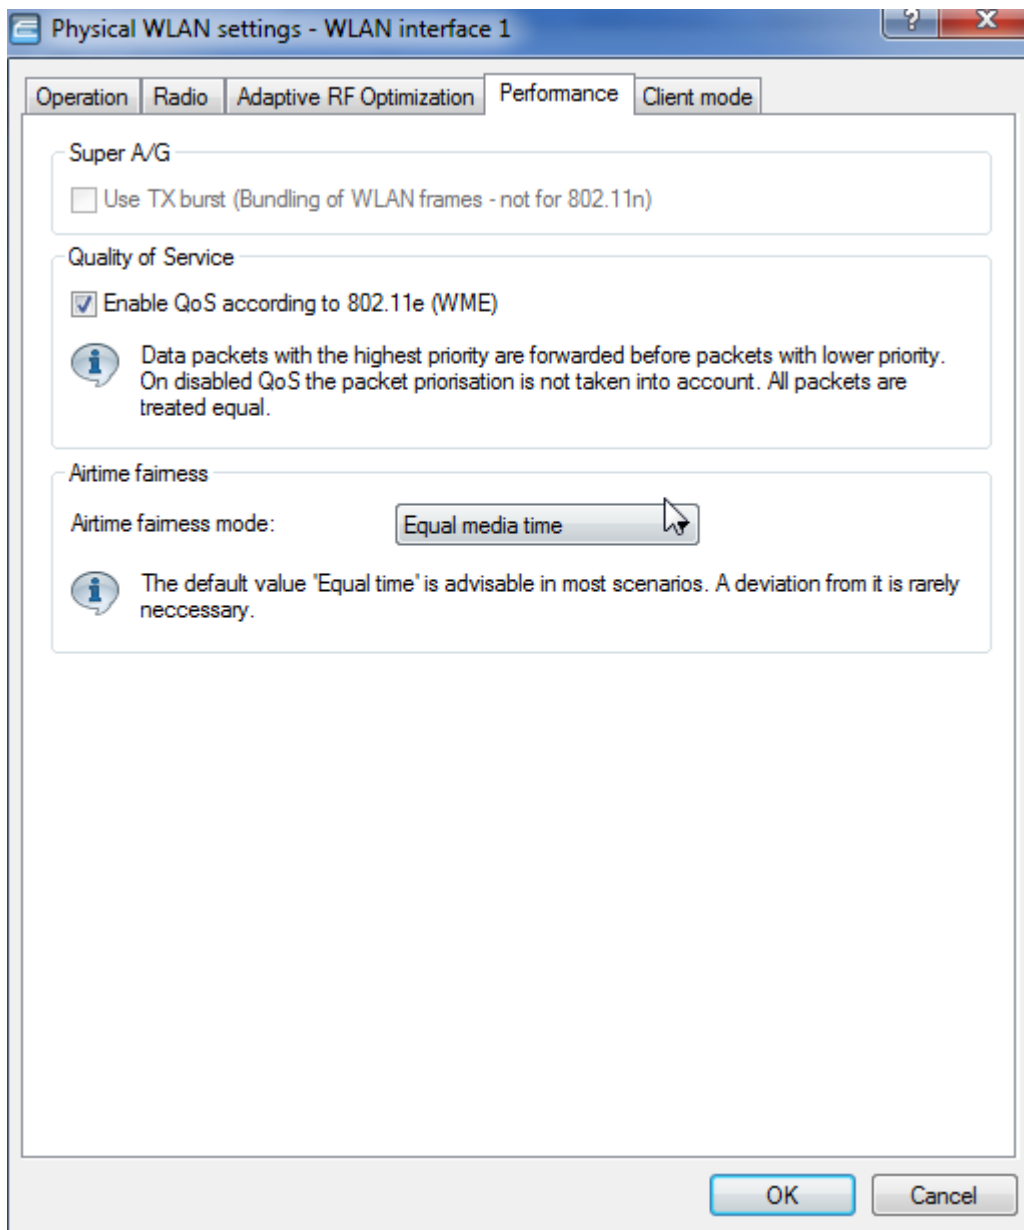 Physical WLAN settings - WLAN interface 1
?
X
Operation Radio Adaptive RF Optimization Performance Client mode
Super A/G
Use TX burst (Bundling of WLAN frames - not for 802.11n)
Quality of Service
Enable QoS according to 802.11e (WME)
Data packets with the highest priority are forwarded before packets with lower priority.
On disabled QoS the packet priorisation is not taken into account. All packets are
treated equal.
Airtime fairness
Airtime fairness mode: Equal media time
The default value 'Equal time' is advisable in most scenarios. A deviation from it is rarely
neccessary.
OK Cancel